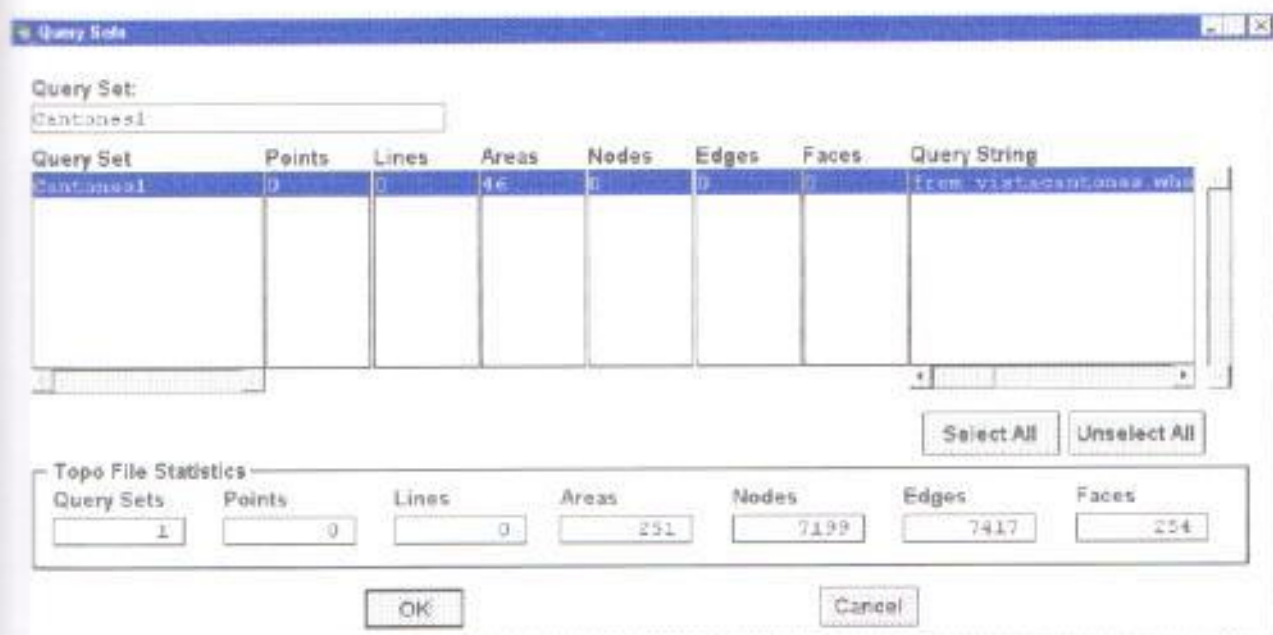 Query Sets
Query Set:
Cantones1
Query Set Points Lines Areas Nodes Edges Faces Query String
Cantones1 0 0 46 0 0 0 from vistacantones whe
Select All Unselect All
Topo File Statistics
Query Sets Points Lines Areas Nodes Edges Faces
1 0 0 251 7199 7417 254
OK Cancel